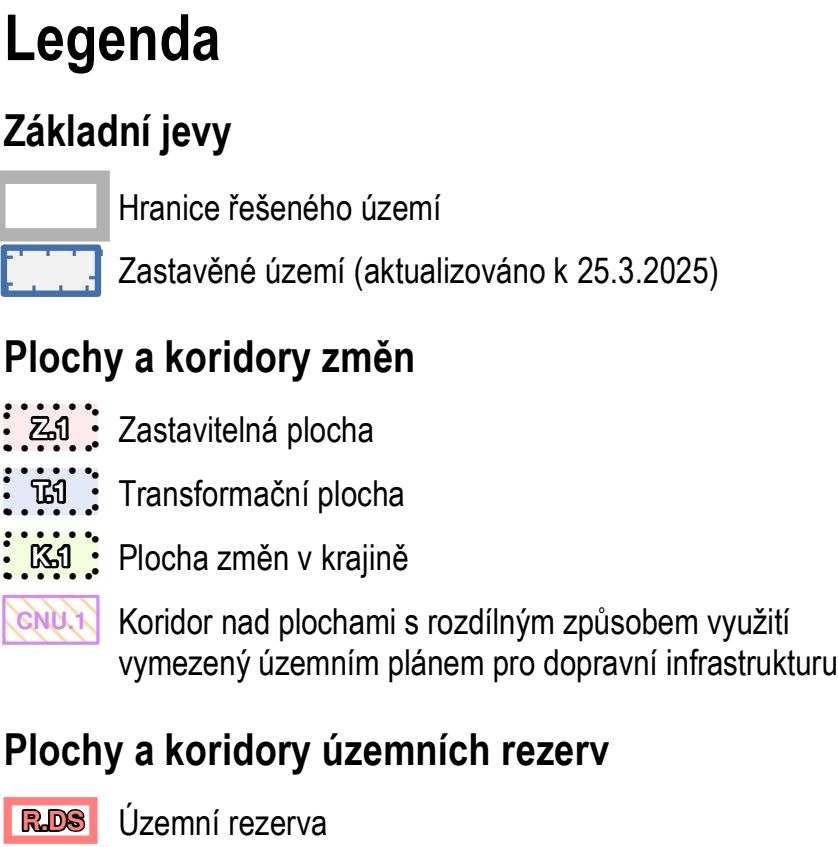 Legenda
Základní jevy
Hranice řešeného území
Zastavěné území (aktualizováno k 25.3.2025)
Plochy a koridory změn
Z.1 Zastavitelná plocha
T.1 Transformační plocha
K.1 Plocha změn v krajině
CNU.1 Koridor nad plochami s rozdílným způsobem využití
vymezený územním plánem pro dopravní infrastrukturu
Plochy a koridory územních rezerv
R.DS Územní rezerva